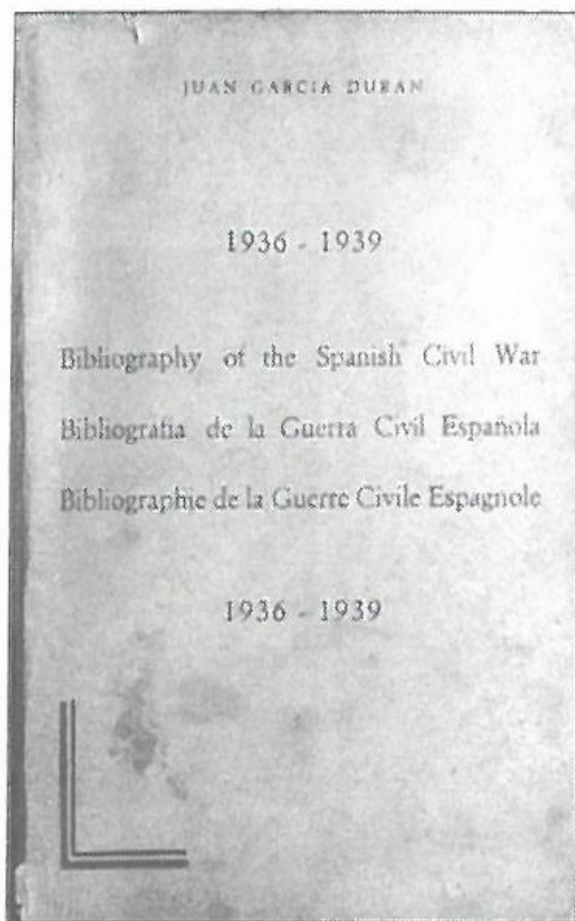 JUAN GARCIA DURAN
1936 - 1939
Bibliography of the Spanish Civil War
Bibliografia de la Guerra Civil Española
Bibliographie de la Guerre Civile Espagnole
1936 - 1939